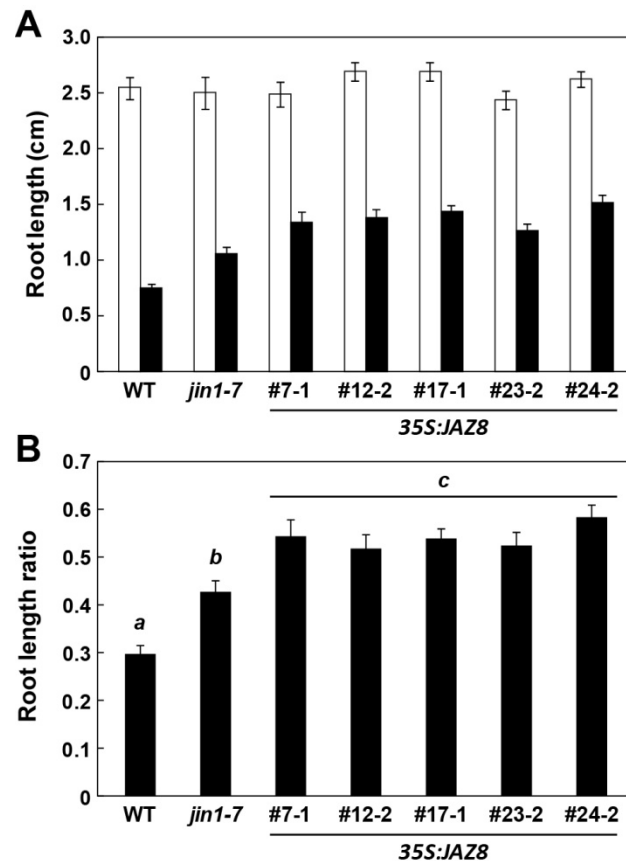 A
Root length (cm)
3.0
2.5
2.0
1.5
1.0
0.5
0
WT jin1-7 #7-1 #12-2 #17-1 #23-2 #24-2
35S:JAZ8
B
Root length ratio
0.7
0.6
0.5
0.4
0.3
0.2
0.1
0
a
b
c
WT jin1-7 #7-1 #12-2 #17-1 #23-2 #24-2
35S:JAZ8